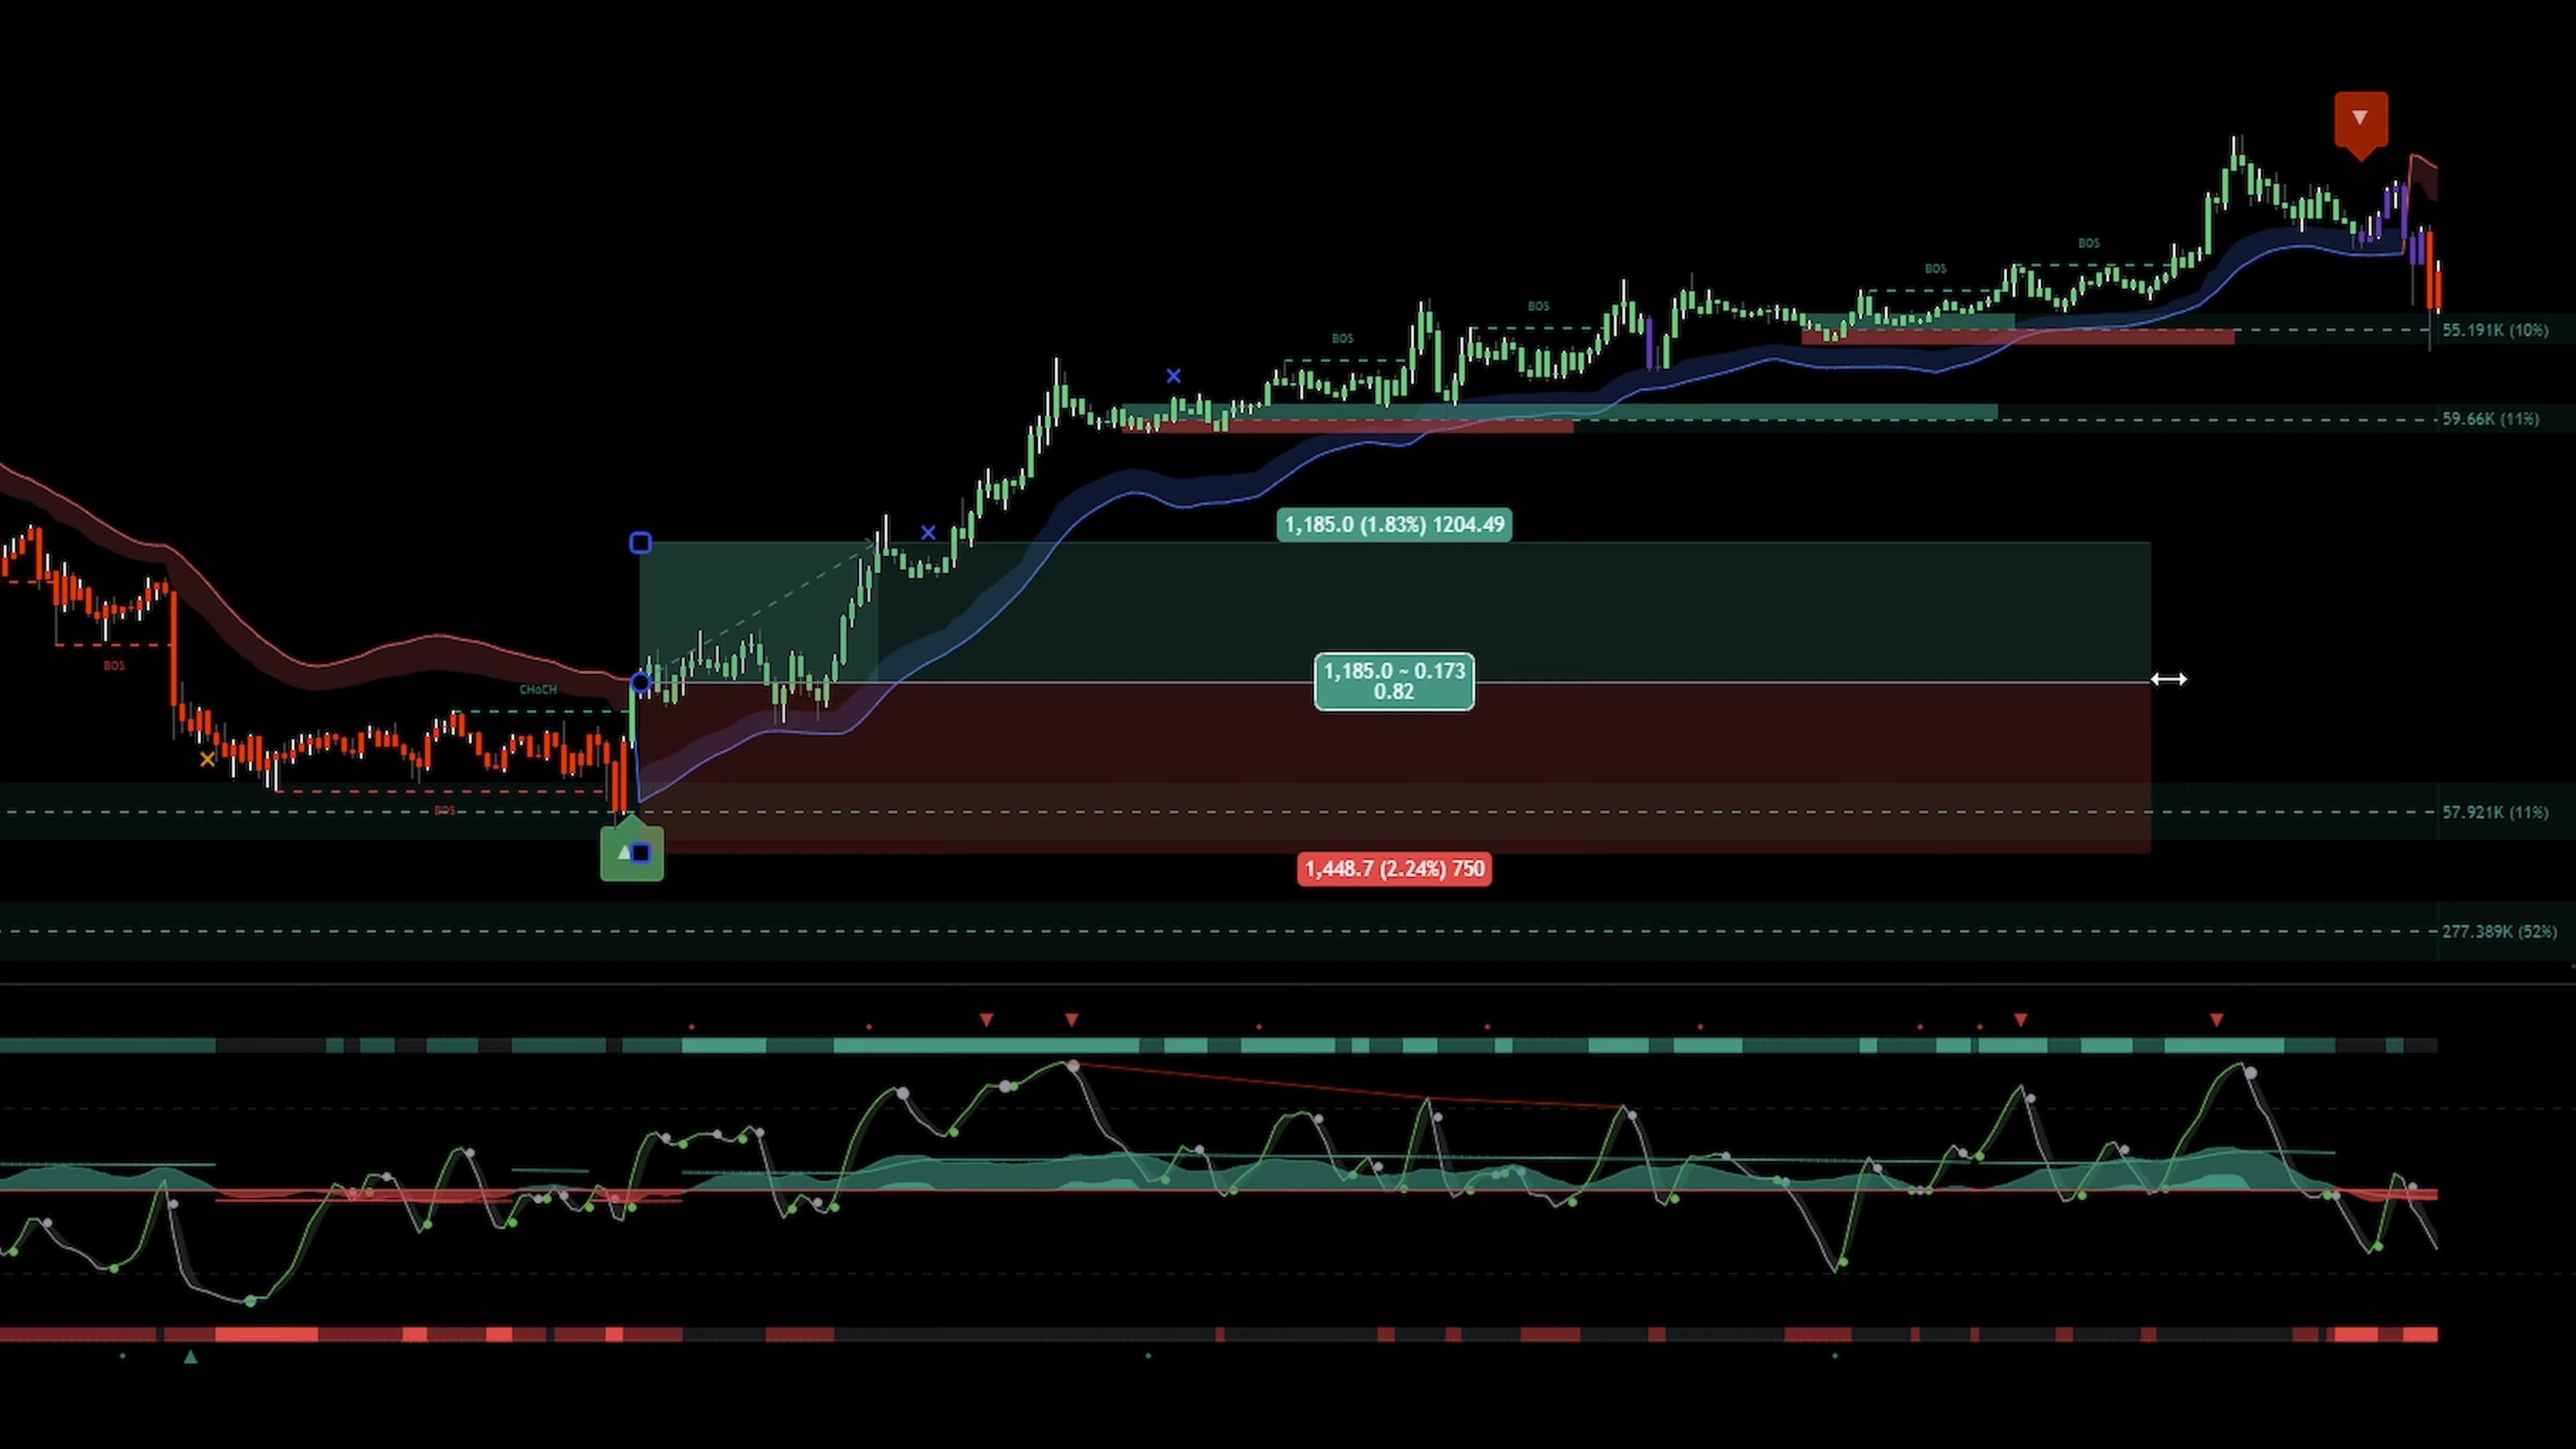 BOS
BOS
55.191K (10%)
BOS
BOS
59.66K (11%)
1,185.0 (1.83%) 1204.49
BOS
1,185.0 ~ 0.173
0.82
CHoCH
BOS
57.921K (11%)
1,448.7 (2.24%) 750
277.389K (52%)